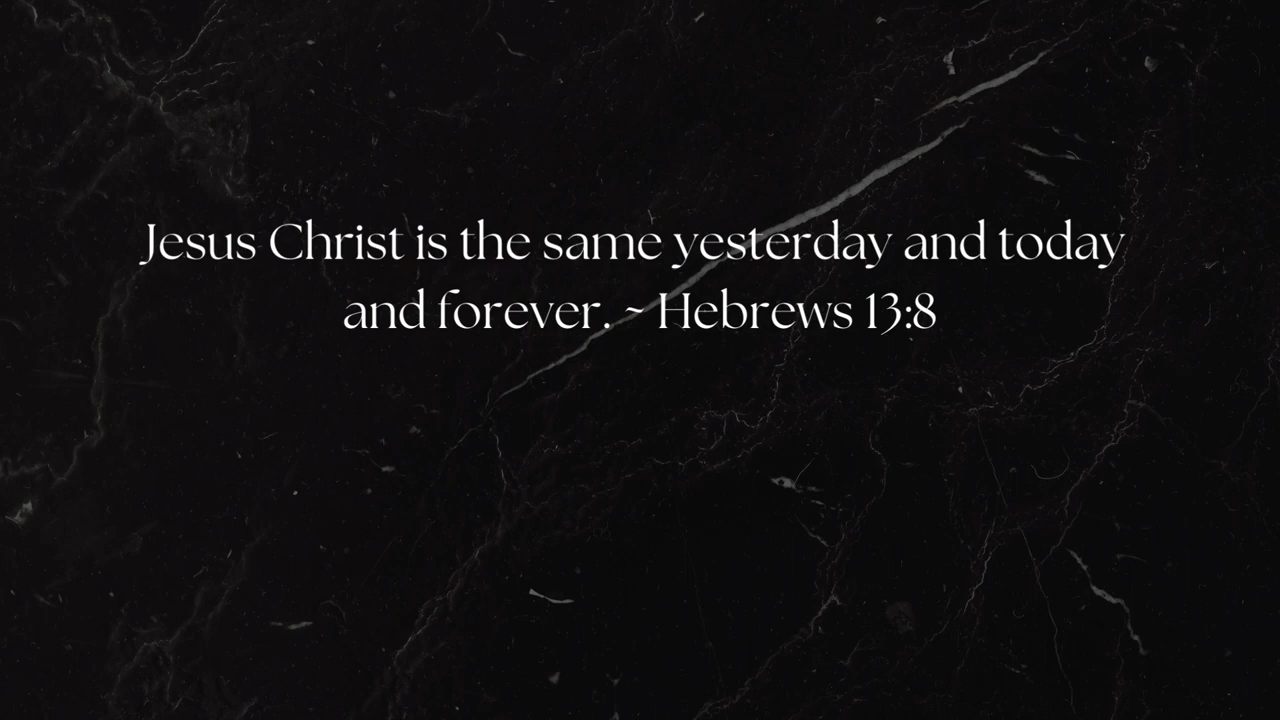 Jesus Christ is the same yesterday and today
and forever. ~ Hebrews 13:8